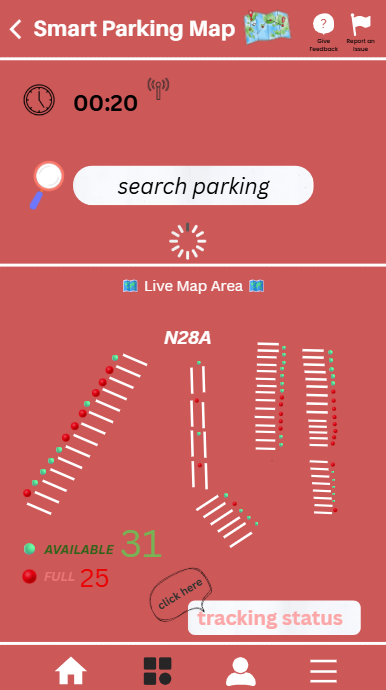 Smart Parking Map
?
Give
Feedback
Report an
Issue
00:20
search parking
Live Map Area
N28A
AVAILABLE 31
FULL 25
click here
tracking status